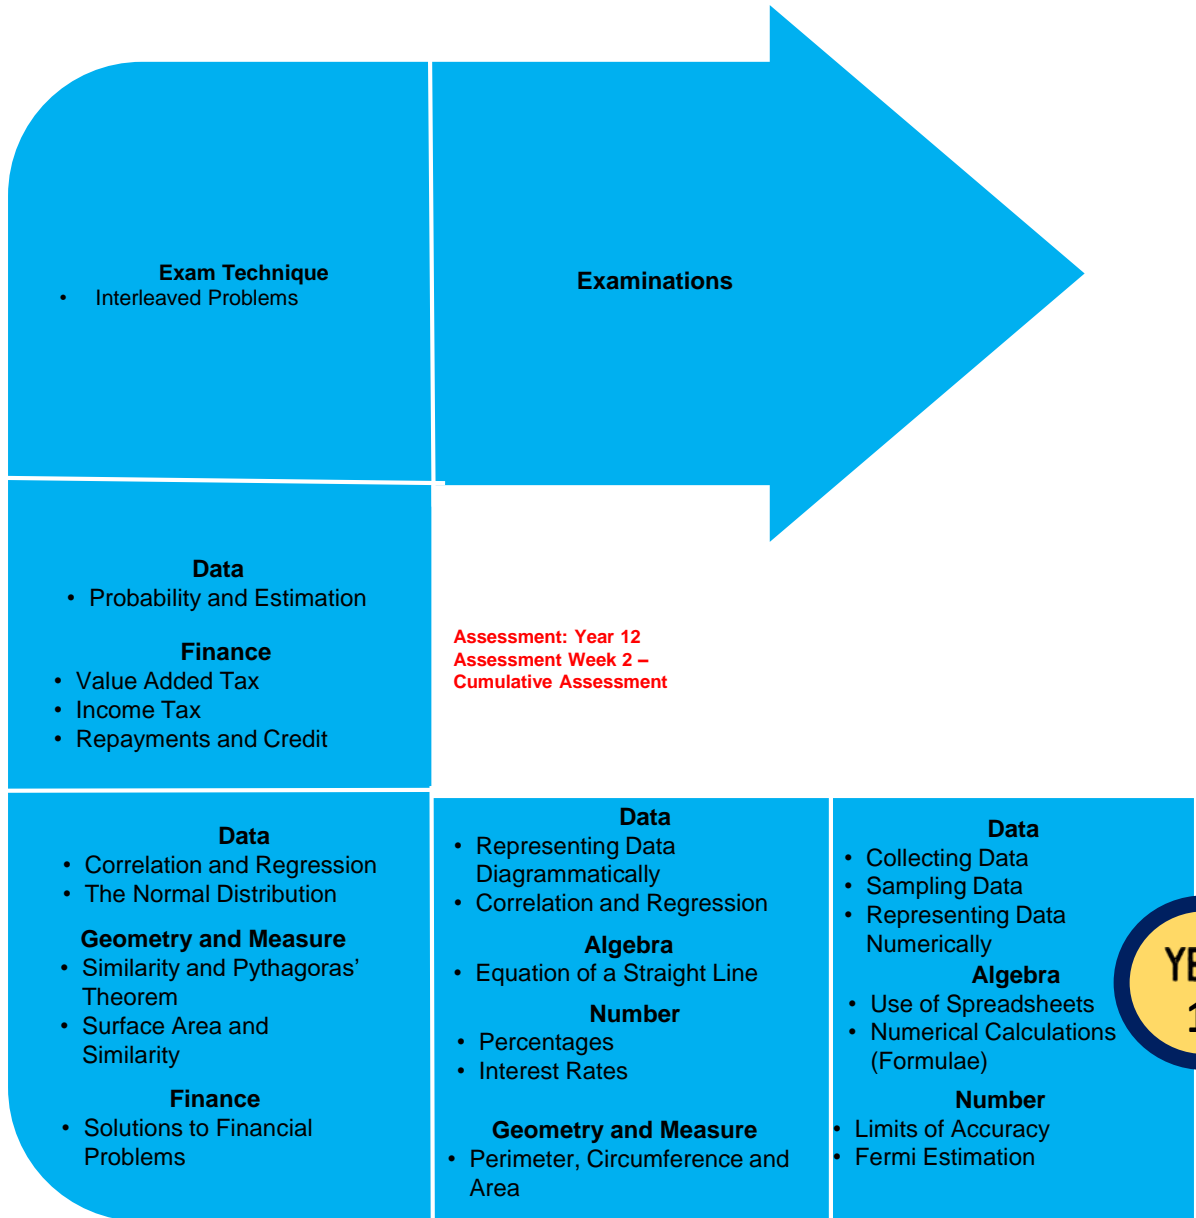 Exam Technique
• Interleaved Problems
Examinations
Data
• Probability and Estimation
Finance
• Value Added Tax
• Income Tax
• Repayments and Credit
Assessment: Year 12
Assessment Week 2 –
Cumulative Assessment
Data
• Correlation and Regression
• The Normal Distribution
Geometry and Measure
• Similarity and Pythagoras’
Theorem
• Surface Area and
Similarity
Finance
• Solutions to Financial
Problems
Data
• Representing Data
Diagrammatically
• Correlation and Regression
Algebra
• Equation of a Straight Line
Number
• Percentages
• Interest Rates
Geometry and Measure
• Perimeter, Circumference and
Area
Data
• Collecting Data
• Sampling Data
• Representing Data
Numerically
Algebra
• Use of Spreadsheets
• Numerical Calculations
(Formulae)
Number
• Limits of Accuracy
• Fermi Estimation